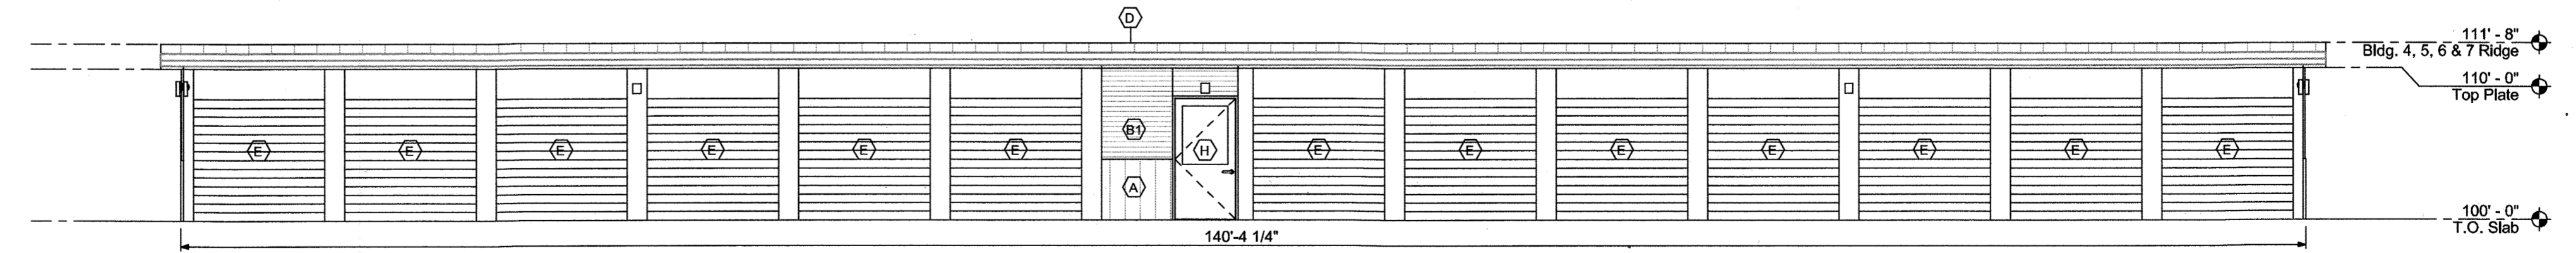 D
111' - 8"
Bldg. 4, 5, 6 & 7 Ridge
110' - 0"
Top Plate
B1
E E E E E E H E E E E E E E
A
100' - 0"
T.O. Slab
140'-4 1/4"